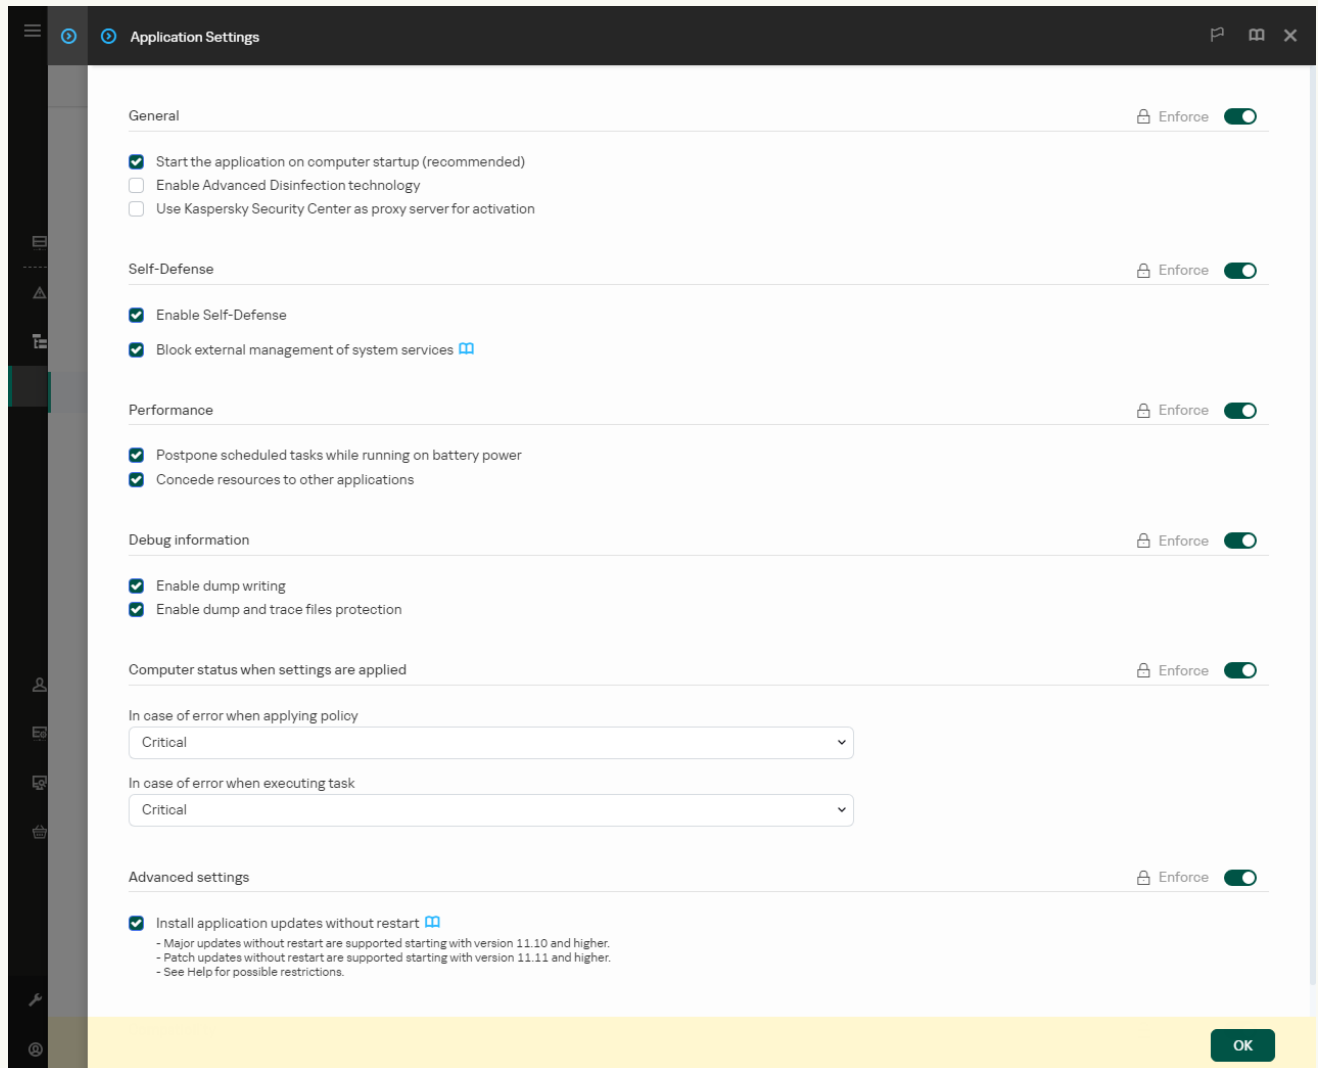 Application Settings
General
Enforce
Start the application on computer startup (recommended)
Enable Advanced Disinfection technology
Use Kaspersky Security Center as proxy server for activation
Self-Defense
Enforce
Enable Self-Defense
Block external management of system services
Performance
Enforce
Postpone scheduled tasks while running on battery power
Concede resources to other applications
Debug information
Enforce
Enable dump writing
Enable dump and trace files protection
Computer status when settings are applied
Enforce
In case of error when applying policy
Critical
In case of error when executing task
Critical
Advanced settings
Enforce
Install application updates without restart
- Major updates without restart are supported starting with version 11.10 and higher.
- Patch updates without restart are supported starting with version 11.11 and higher.
- See Help for possible restrictions.
OK